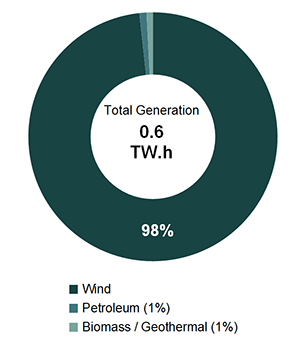 Total Generation
0.6
TW.h
98%
Wind
Petroleum (1%)
Biomass / Geothermal (1%)